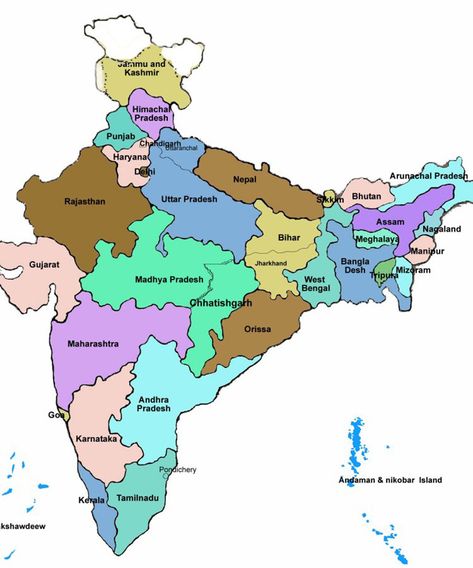 Jammu and
Kashmir
Himachal
Pradesh
Punjab
Chandigarh
Uttaranchal
Haryana
Delhi
Rajasthan
Uttar Pradesh
Nepal
Sikkim
Bhutan
Arunachal Pradesh
Assam
Nagaland
Meghalaya
Manipur
Bihar
Jharkhand
Bangla
Desh
Tripura
Mizoram
West
Bengal
Gujarat
Madhya Pradesh
Chhatishgarh
Orissa
Maharashtra
Andhra
Pradesh
Goa
Karnataka
Pondichery
Kerala
Tamilnadu
Andaman & nikobar Island
kshawdeew